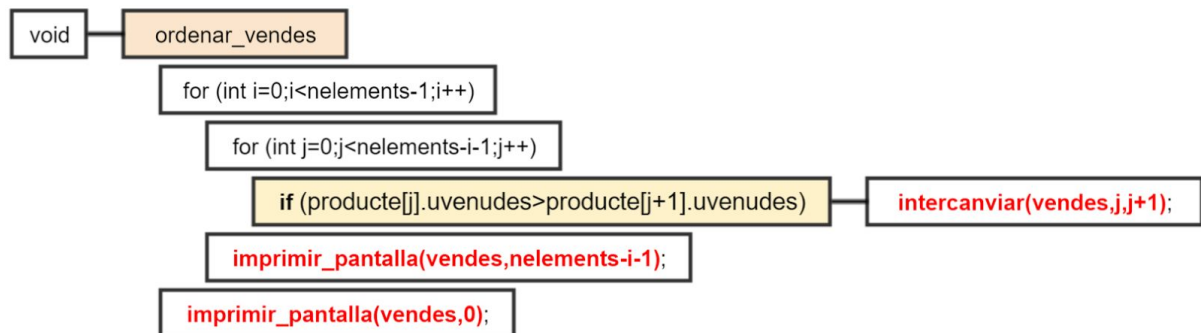 void ordenar_vendes
for (int i=0;i<nelements-1;i++)
for (int j=0;j<nelements-i-1;j++)
if (producte[j].uvenudes>producte[j+1].uvenudes) intercanviar(vendes,j,j+1);
imprimir_pantalla(vendes,nelements-i-1);
imprimir_pantalla(vendes,0);